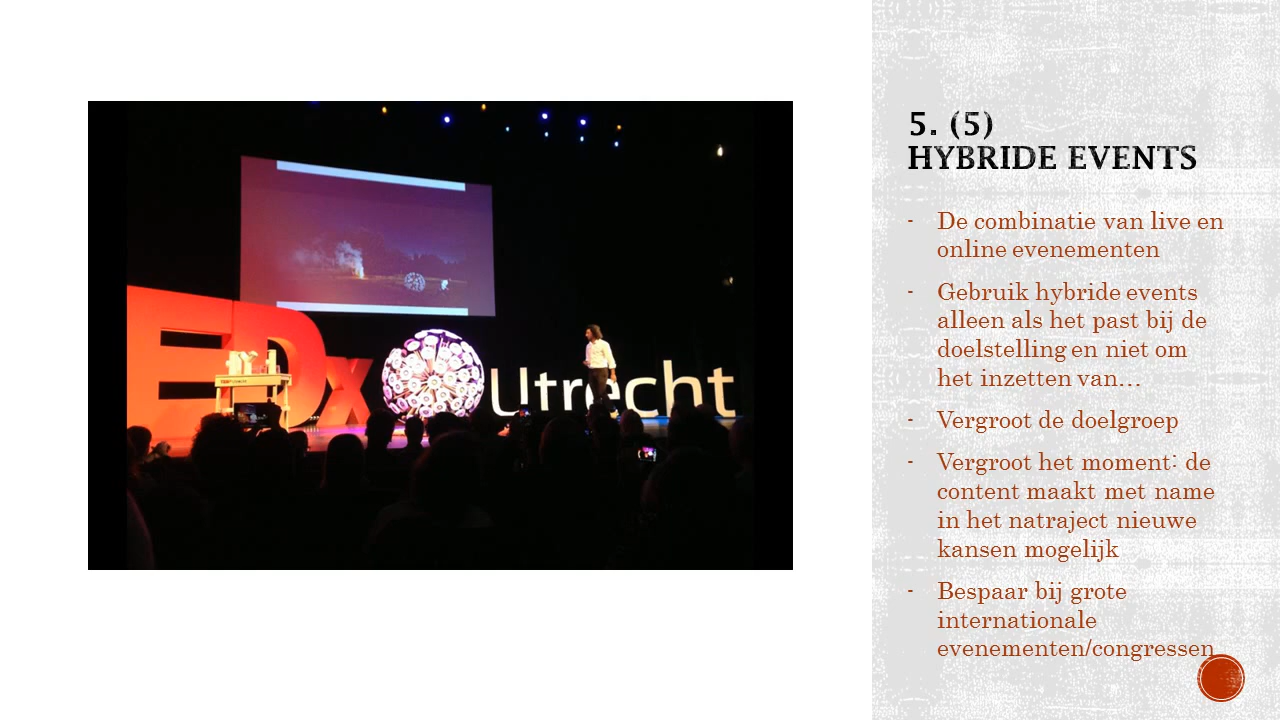 EDx
Utrecht
5. (5)
HYBRIDE EVENTS
- De combinatie van live en
online evenementen
- Gebruik hybride events
alleen als het past bij de
doelstelling en niet om
het inzetten van…
- Vergroot de doelgroep
- Vergroot het moment: de
content maakt met name
in het natraject nieuwe
kansen mogelijk
- Bespaar bij grote
internationale
evenementen/congressen